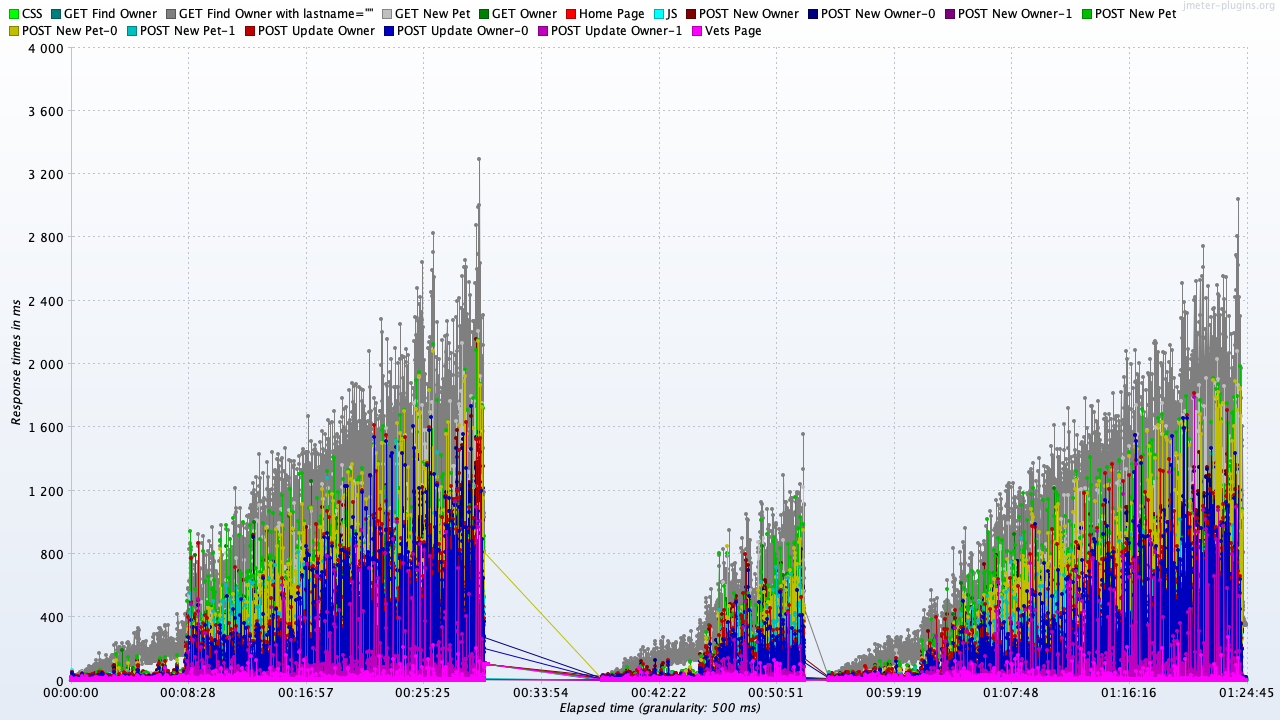 jmeter-plugins.org
CSS GET Find Owner GET Find Owner with lastname="" GET New Pet GET Owner Home Page JS POST New Owner POST New Owner-0 POST New Owner-1 POST New Pet
POST New Pet-0 POST New Pet-1 POST Update Owner POST Update Owner-0 POST Update Owner-1 Vets Page
4 000
3 600
3 200
2 800
2 400
2 000
1 600
1 200
800
400
0
Response times in ms
00:00:00 00:08:28 00:16:57 00:25:25 00:33:54 00:42:22 00:50:51 00:59:19 01:07:48 01:16:16 01:24:45
Elapsed time (granularity: 500 ms)